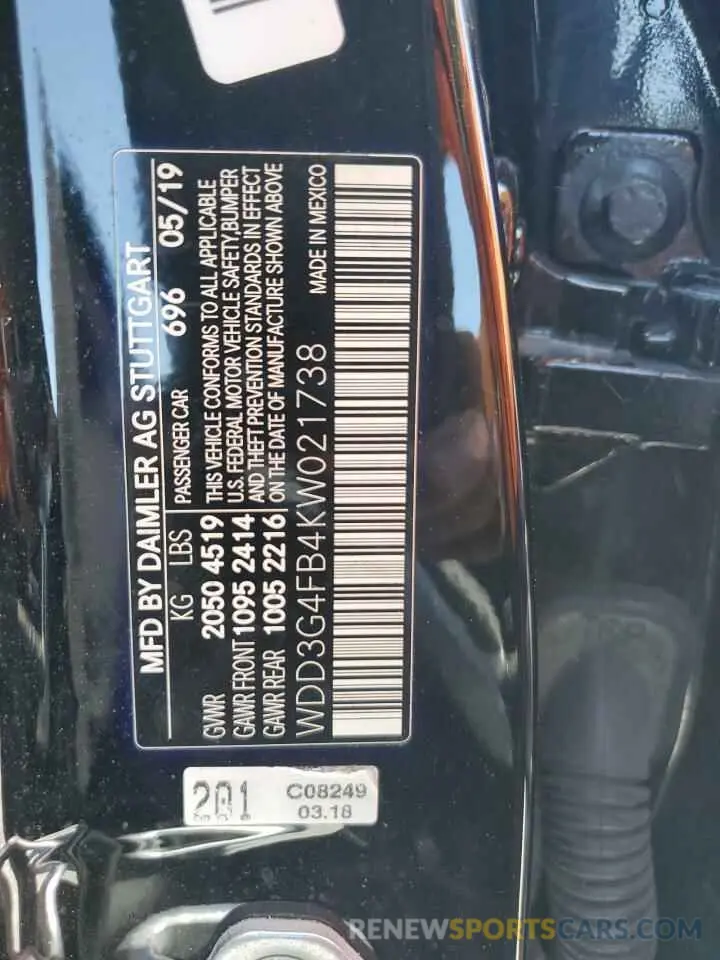 MFD BY DAIMLER AG STUTTGART
KG LBS PASSENGER CAR 696 05/19
GVWR 2050 4519 THIS VEHICLE CONFORMS TO ALL APPLICABLE
GAWR FRONT 1095 2414 U.S. FEDERAL MOTOR VEHICLE SAFETY, BUMPER
AND THEFT PREVENTION STANDARDS IN EFFECT
GAWR REAR 1005 2216 ON THE DATE OF MANUFACTURE SHOWN ABOVE
WDD3G4FB4KW021738 MADE IN MEXICO
201 C08249
03.18
RENEWSPORTSCARS.COM